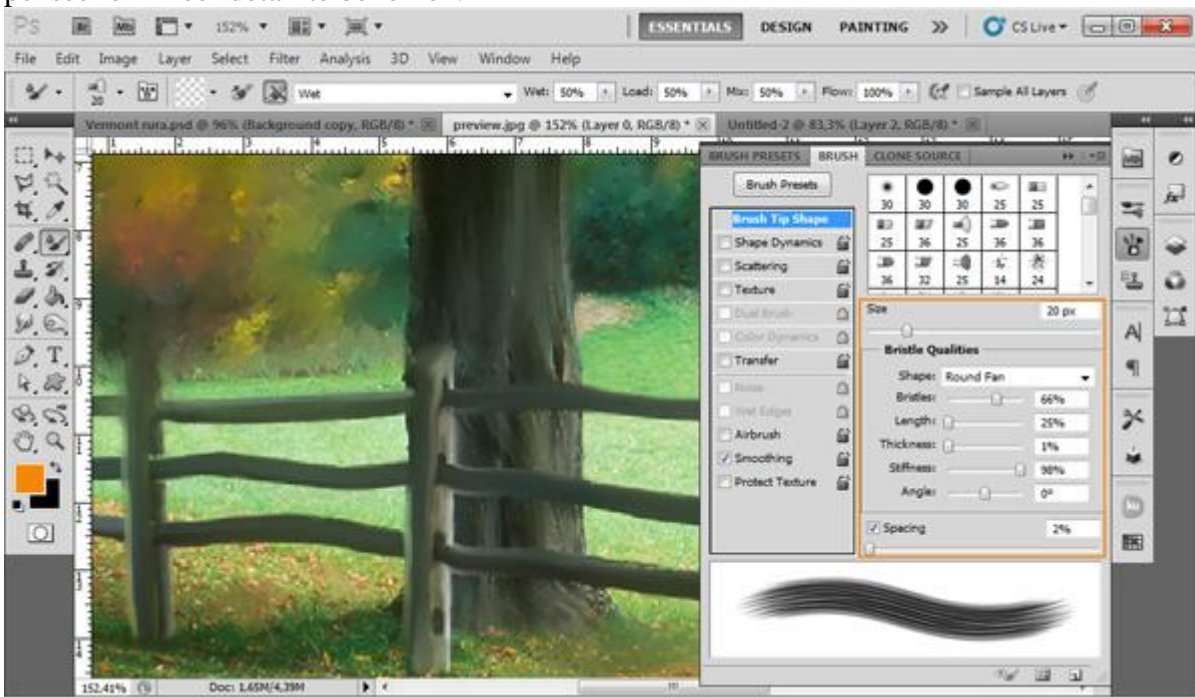 Ps Br Mb 152% ESSENTIALS DESIGN PAINTING CS Live
File Edit Image Layer Select Filter Analysis 3D View Window Help
20 Wet Wet: 50% Load: 50% Mix: 50% Flow: 100% Sample All Layers
Vermont rura.psd @ 96% (Background copy, RGB/8) * preview.jpg @ 152% (Layer 0, RGB/8) * Untitled-2 @ 83,3% (Layer 2, RGB/8) *
BRUSH PRESETS BRUSH CLONE SOURCE
Brush Presets
30 30 30 25 25
25 36 25 36 36
36 32 25 14 24
Brush Tip Shape
Shape Dynamics
Scattering
Texture
Dual Brush
Color Dynamics
Transfer
Noise
Wet Edges
Airbrush
Smoothing
Protect Texture
Size 20 px
Bristle Qualities
Shape: Round Fan
Bristles: 66%
Length: 25%
Thickness: 1%
Stiffness: 98%
Angle: 0°
Spacing 2%
152.41% Doc: 1,65M/4,39M